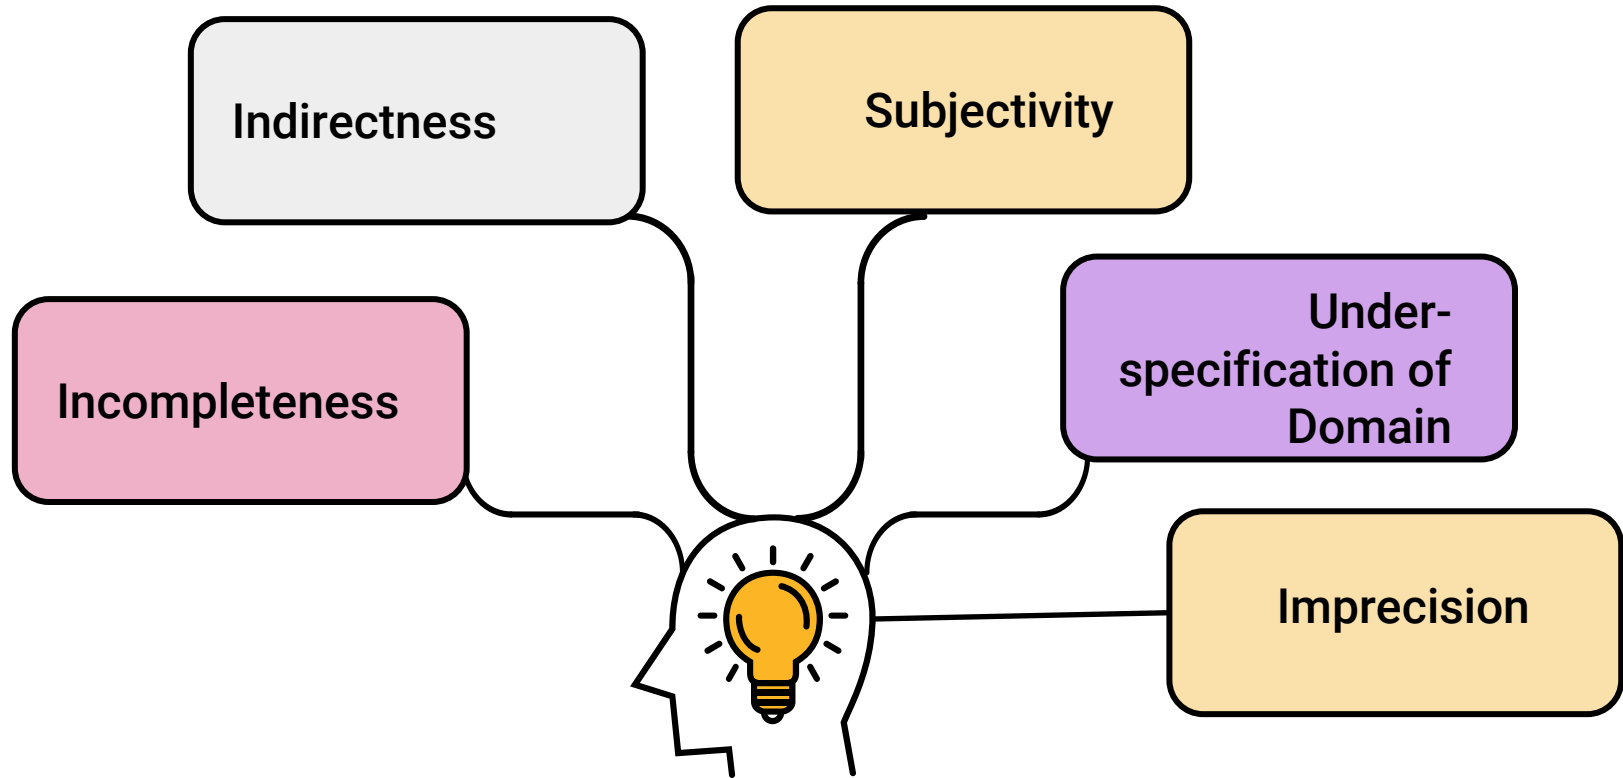 Indirectness
Subjectivity
Incompleteness
Under-
specification of
Domain
Imprecision